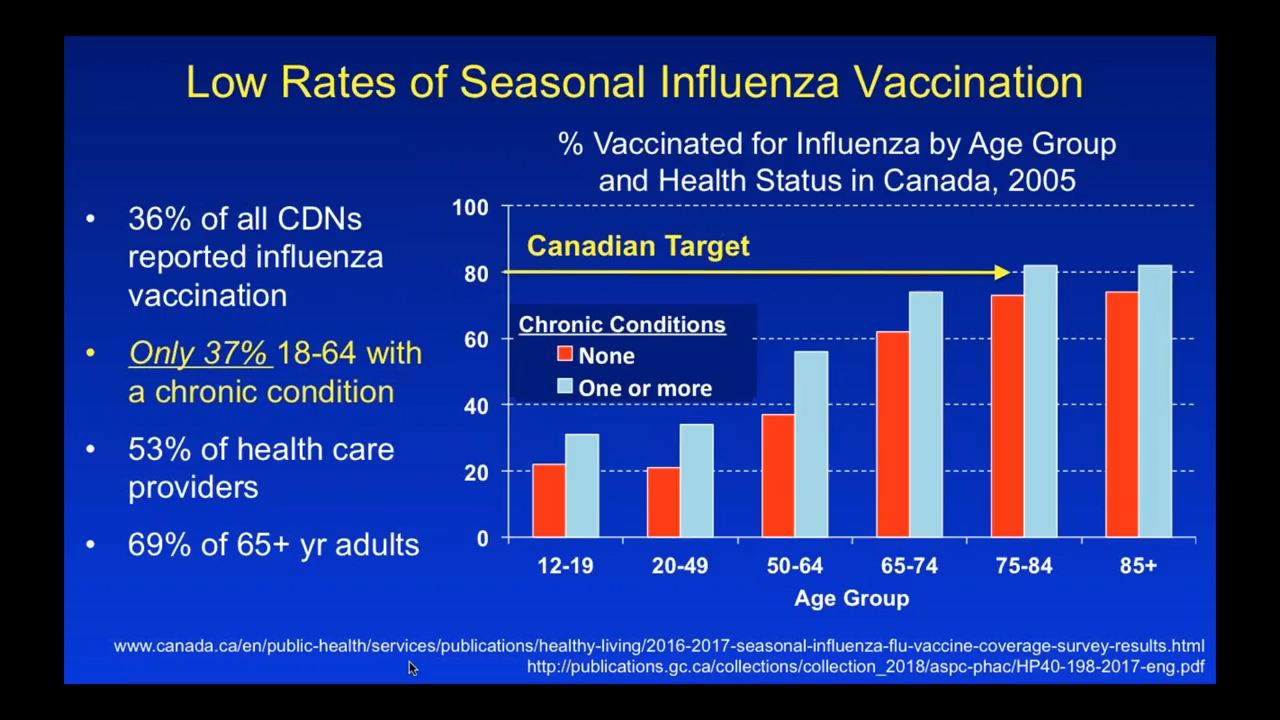 Low Rates of Seasonal Influenza Vaccination
• 36% of all CDNs
reported influenza
vaccination
• Only 37% 18-64 with
a chronic condition
• 53% of health care
providers
• 69% of 65+ yr adults
% Vaccinated for Influenza by Age Group
and Health Status in Canada, 2005
100
80
60
40
20
0
Canadian Target
Chronic Conditions
None
One or more
12-19 20-49 50-64 65-74 75-84 85+
Age Group
www.canada.ca/en/public-health/services/publications/healthy-living/2016-2017-seasonal-influenza-flu-vaccine-coverage-survey-results.html
http://publications.gc.ca/collections/collection_2018/aspc-phac/HP40-198-2017-eng.pdf